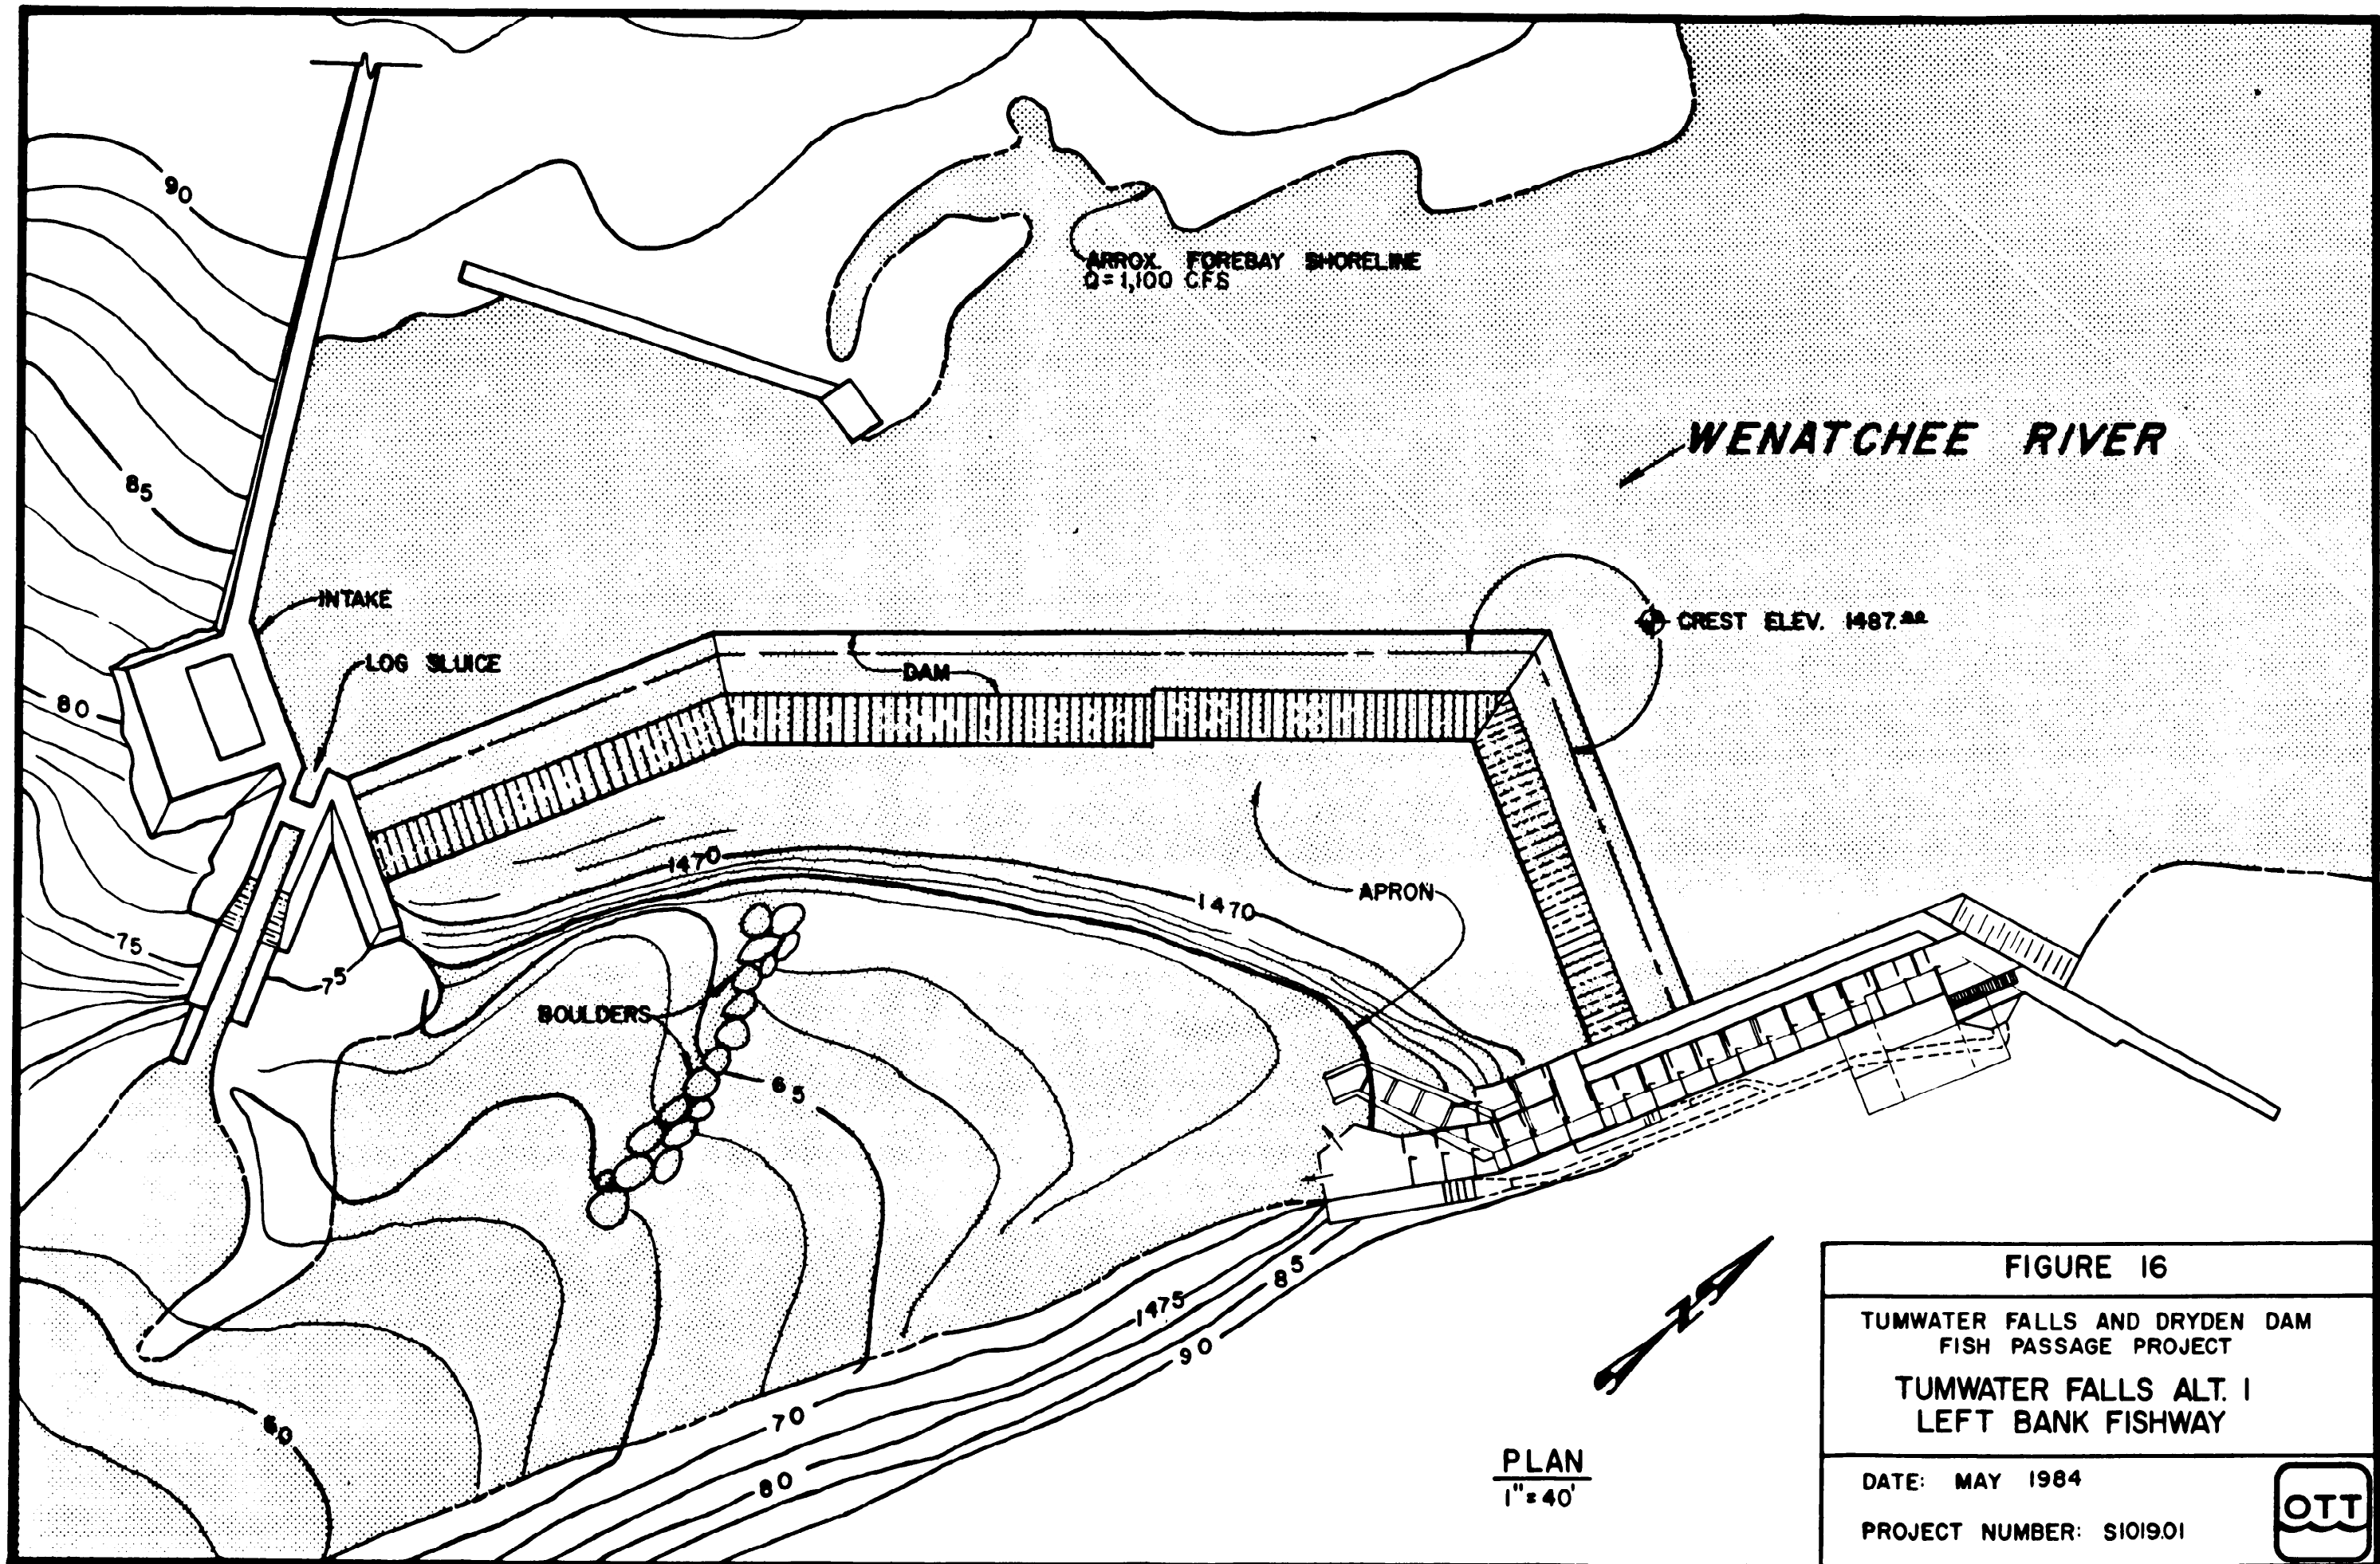 90
ARROX. FOREBAY SHORELINE
Q=1,100 CFS
WENATCHEE RIVER
85
INTAKE
CREST ELEV. 1487.
LOG SLUICE
DAM
80
1470
1470
APRON
75
75
BOULDERS
65
60
1475
85
90
70
80
N
PLAN
1"=40'
FIGURE 16
TUMWATER FALLS AND DRYDEN DAM
FISH PASSAGE PROJECT
TUMWATER FALLS ALT. 1
LEFT BANK FISHWAY
DATE: MAY 1984
PROJECT NUMBER: S1019.01
OTT